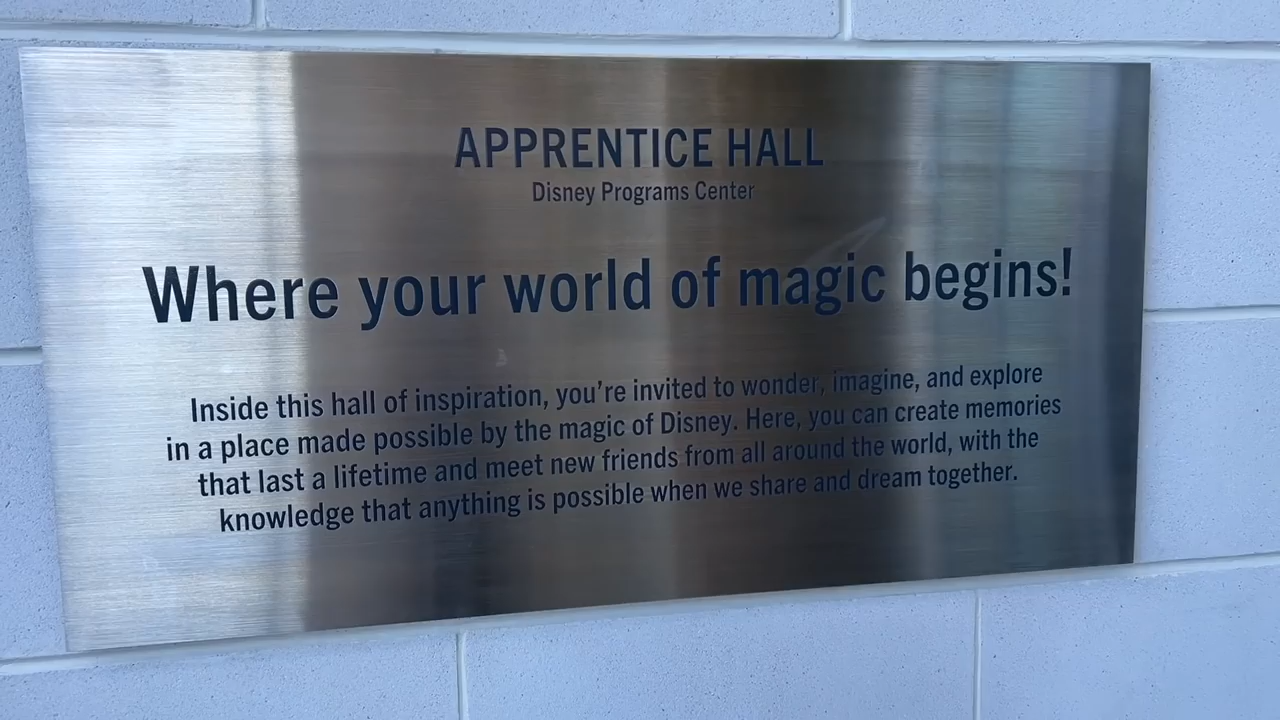 APPRENTICE HALL
Disney Programs Center
Where your world of magic begins!
Inside this hall of inspiration, you’re invited to wonder, imagine, and explore
in a place made possible by the magic of Disney. Here, you can create memories
that last a lifetime and meet new friends from all around the world, with the
knowledge that anything is possible when we share and dream together.